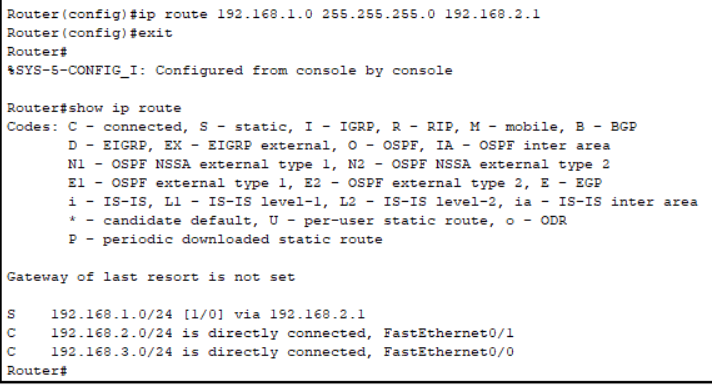 Router(config)#ip route 192.168.1.0 255.255.255.0 192.168.2.1
Router(config)#exit
Router#
%SYS-5-CONFIG_I: Configured from console by console
Router#show ip route
Codes: C - connected, S - static, I - IGRP, R - RIP, M - mobile, B - BGP
D - EIGRP, EX - EIGRP external, O - OSPF, IA - OSPF inter area
N1 - OSPF NSSA external type 1, N2 - OSPF NSSA external type 2
E1 - OSPF external type 1, E2 - OSPF external type 2, E - EGP
i - IS-IS, L1 - IS-IS level-1, L2 - IS-IS level-2, ia - IS-IS inter area
* - candidate default, U - per-user static route, o - ODR
P - periodic downloaded static route
Gateway of last resort is not set
S 192.168.1.0/24 [1/0] via 192.168.2.1
C 192.168.2.0/24 is directly connected, FastEthernet0/1
C 192.168.3.0/24 is directly connected, FastEthernet0/0
Router#